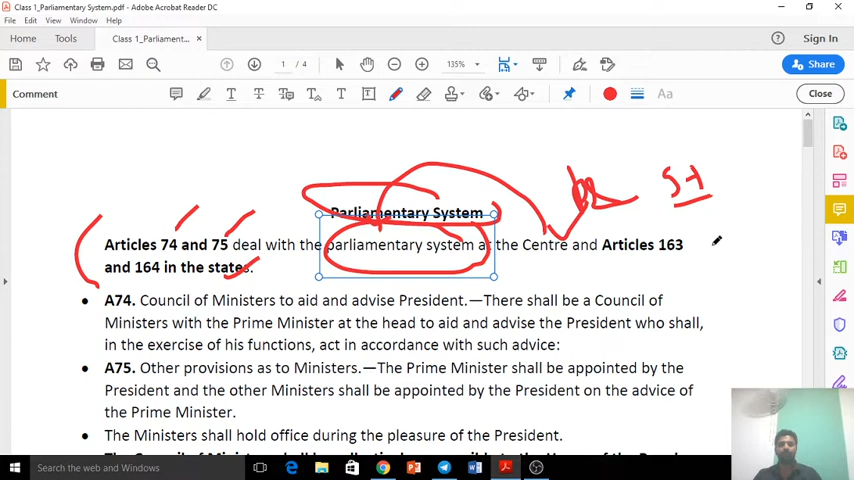 Class 1_Parliamentary System.pdf - Adobe Acrobat Reader DC
File Edit View Window Help
Home Tools Class 1_Parliament... × Sign In
1 / 4 135% Share
Comment Aa Close
Parliamentary System
Articles 74 and 75 deal with the parliamentary system at the Centre and Articles 163
and 164 in the states.
• A74. Council of Ministers to aid and advise President.—There shall be a Council of
Ministers with the Prime Minister at the head to aid and advise the President who shall,
in the exercise of his functions, act in accordance with such advice:
• A75. Other provisions as to Ministers.—The Prime Minister shall be appointed by the
President and the other Ministers shall be appointed by the President on the advice of
the Prime Minister.
• The Ministers shall hold office during the pleasure of the President.
Search the web and Windows